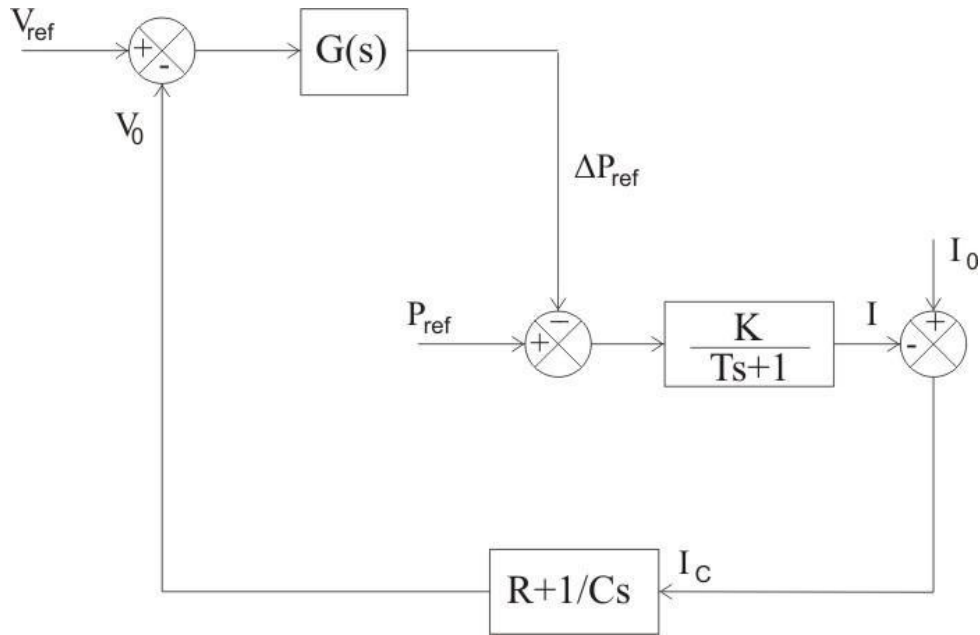 V_ref
+
-
G(s)
V_0
ΔP_ref
I_0
P_ref
+
−
K
Ts+1
I
+
-
R+1/Cs
I_C